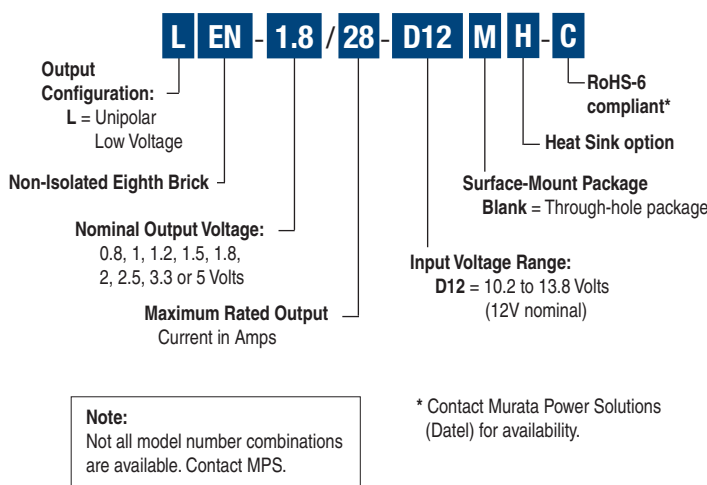 L EN - 1.8 / 28 - D12 M H - C
Output
Configuration:
L = Unipolar
Low Voltage
Non-Isolated Eighth Brick
Nominal Output Voltage:
0.8, 1, 1.2, 1.5, 1.8,
2, 2.5, 3.3 or 5 Volts
Maximum Rated Output
Current in Amps
RoHS-6
compliant*
Heat Sink option
Surface-Mount Package
Blank = Through-hole package
Input Voltage Range:
D12 = 10.2 to 13.8 Volts
(12V nominal)
Note:
Not all model number combinations
are available. Contact MPS.
* Contact Murata Power Solutions
(Datel) for availability.